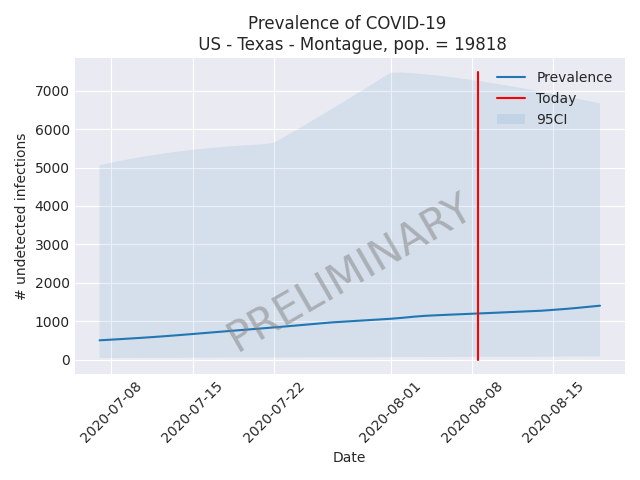 Prevalence of COVID-19
US - Texas - Montague, pop. = 19818
Prevalence
Today
95CI
7000
6000
5000
4000
3000
2000
1000
0
# undetected infections
PRELIMINARY
2020-07-08
2020-07-15
2020-07-22
2020-08-01
2020-08-08
2020-08-15
Date